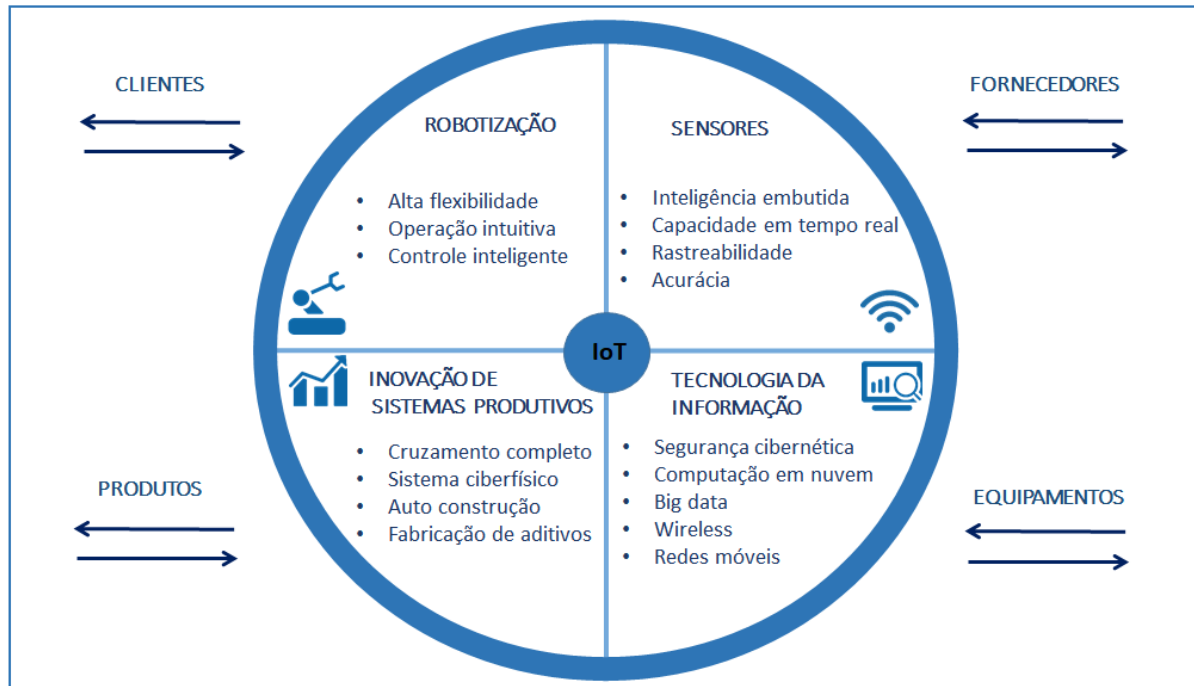 CLIENTES
FORNECEDORES
ROBOTIZAÇÃO
• Alta flexibilidade
• Operação intuitiva
• Controle inteligente
SENSORES
• Inteligência embutida
• Capacidade em tempo real
• Rastreabilidade
• Acurácia
IoT
INOVAÇÃO DE
SISTEMAS PRODUTIVOS
• Cruzamento completo
• Sistema ciberfísico
• Auto construção
• Fabricação de aditivos
TECNOLOGIA DA
INFORMAÇÃO
• Segurança cibernética
• Computação em nuvem
• Big data
• Wireless
• Redes móveis
PRODUTOS
EQUIPAMENTOS